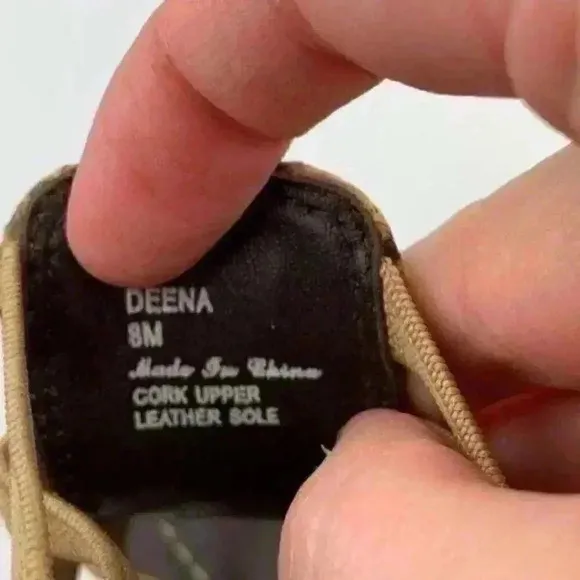 DEENA
8M
Made In China
CORK UPPER
LEATHER SOLE